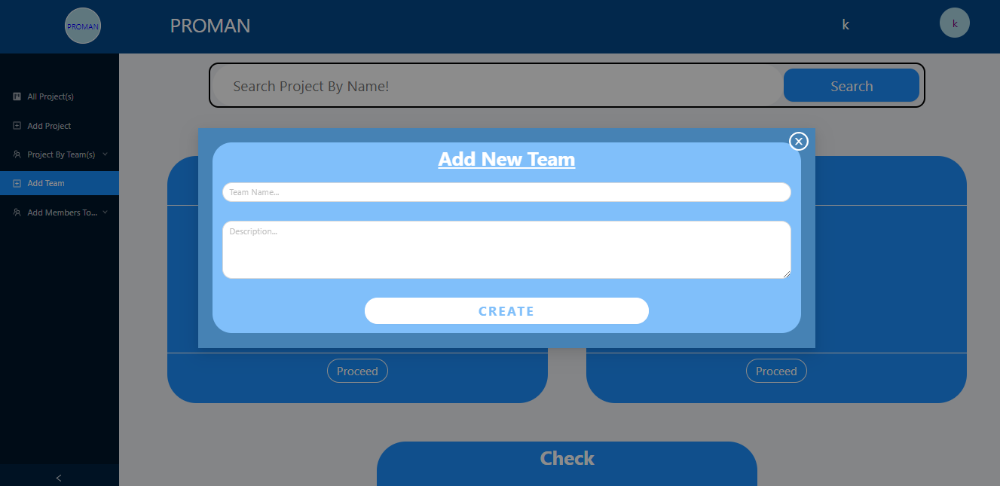 PROMAN
PROMAN
k
k
All Project(s)
Add Project
Project By Team(s)
Add Team
Add Members To...
Search Project By Name!
Search
Add New Team
Team Name...
Description...
CREATE
Proceed
Proceed
Check